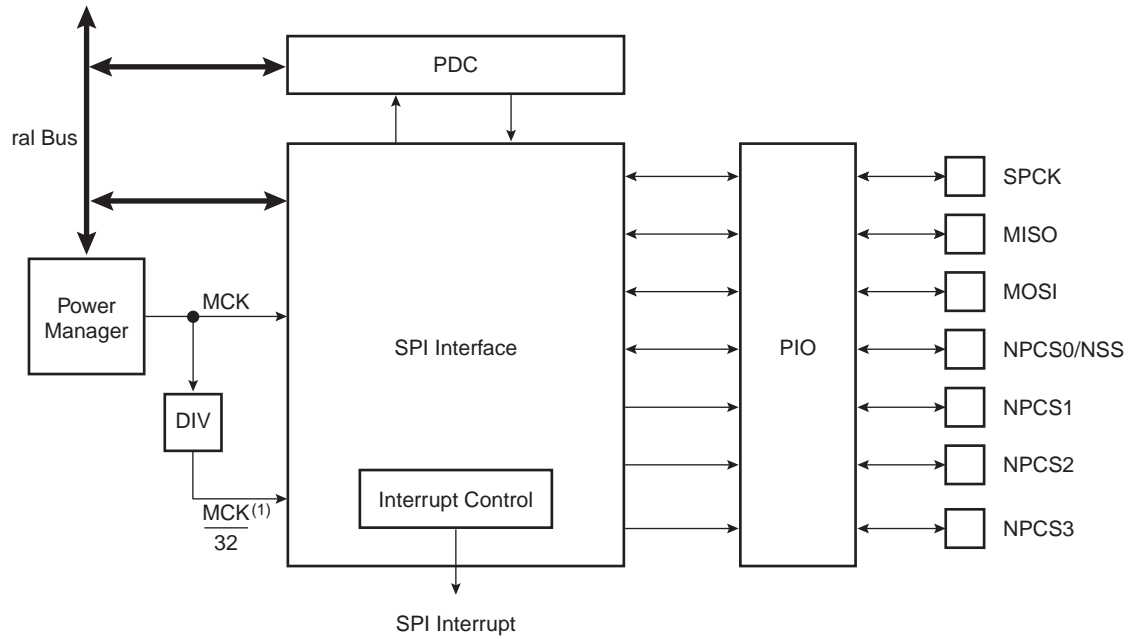 PDC
ral Bus
SPCK
MISO
Power
Manager
MCK
MOSI
SPI Interface
PIO
NPCS0/NSS
DIV
NPCS1
NPCS2
Interrupt Control
MCK(1)
32
NPCS3
SPI Interrupt